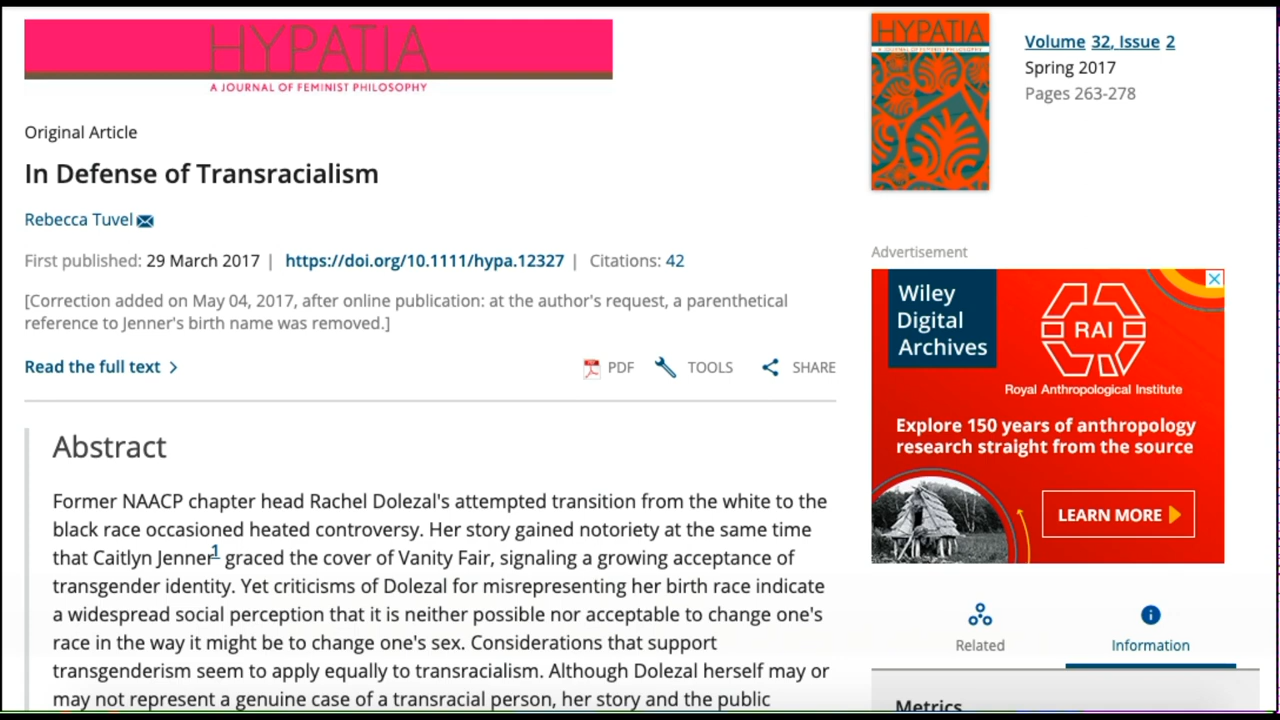 HYPATIA
A JOURNAL OF FEMINIST PHILOSOPHY
Original Article
In Defense of Transracialism
Rebecca Tuvel
First published: 29 March 2017 | https://doi.org/10.1111/hypa.12327 | Citations: 42
[Correction added on May 04, 2017, after online publication: at the author's request, a parenthetical
reference to Jenner's birth name was removed.]
Read the full text >
PDF TOOLS SHARE
Abstract
Former NAACP chapter head Rachel Dolezal's attempted transition from the white to the
black race occasioned heated controversy. Her story gained notoriety at the same time
that Caitlyn Jenner1 graced the cover of Vanity Fair, signaling a growing acceptance of
transgender identity. Yet criticisms of Dolezal for misrepresenting her birth race indicate
a widespread social perception that it is neither possible nor acceptable to change one's
race in the way it might be to change one's sex. Considerations that support
transgenderism seem to apply equally to transracialism. Although Dolezal herself may or
may not represent a genuine case of a transracial person, her story and the public
HYPATIA
A JOURNAL OF FEMINIST PHILOSOPHY
Volume 32, Issue 2
Spring 2017
Pages 263-278
Advertisement
Wiley
Digital
Archives
RAI
Royal Anthropological Institute
Explore 150 years of anthropology
research straight from the source
LEARN MORE
Related
Information
Metrics